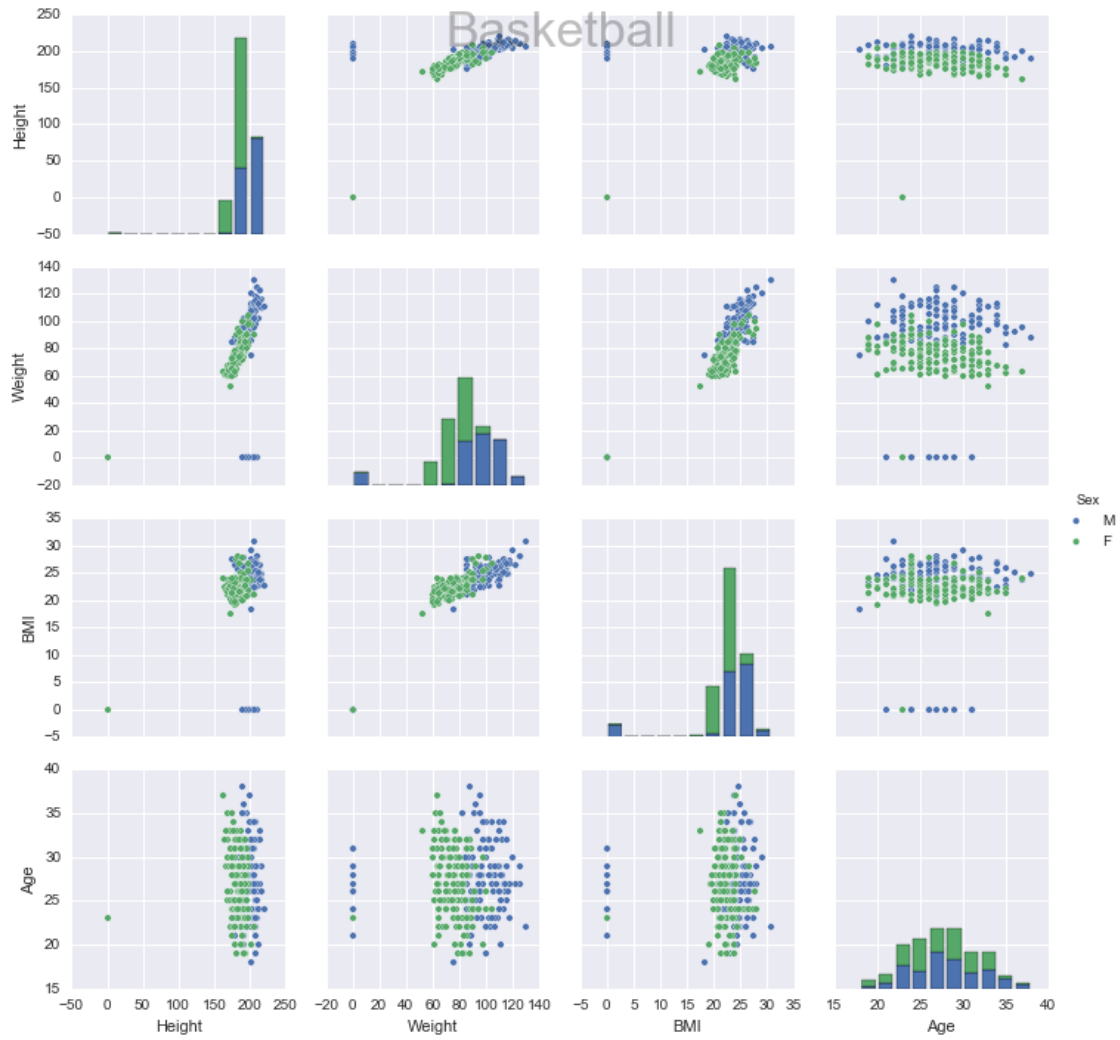 Basketball
250
200
150
100
50
0
−50
Height
140
120
100
80
60
40
20
0
−20
Weight
35
30
25
20
15
10
5
0
−5
BMI
Sex
M
F
40
35
30
25
20
15
Age
−50 0 50 100 150 200 250
−20 0 20 40 60 80 100 120 140
−5 0 5 10 15 20 25 30 35
15 20 25 30 35 40
Height Weight BMI Age